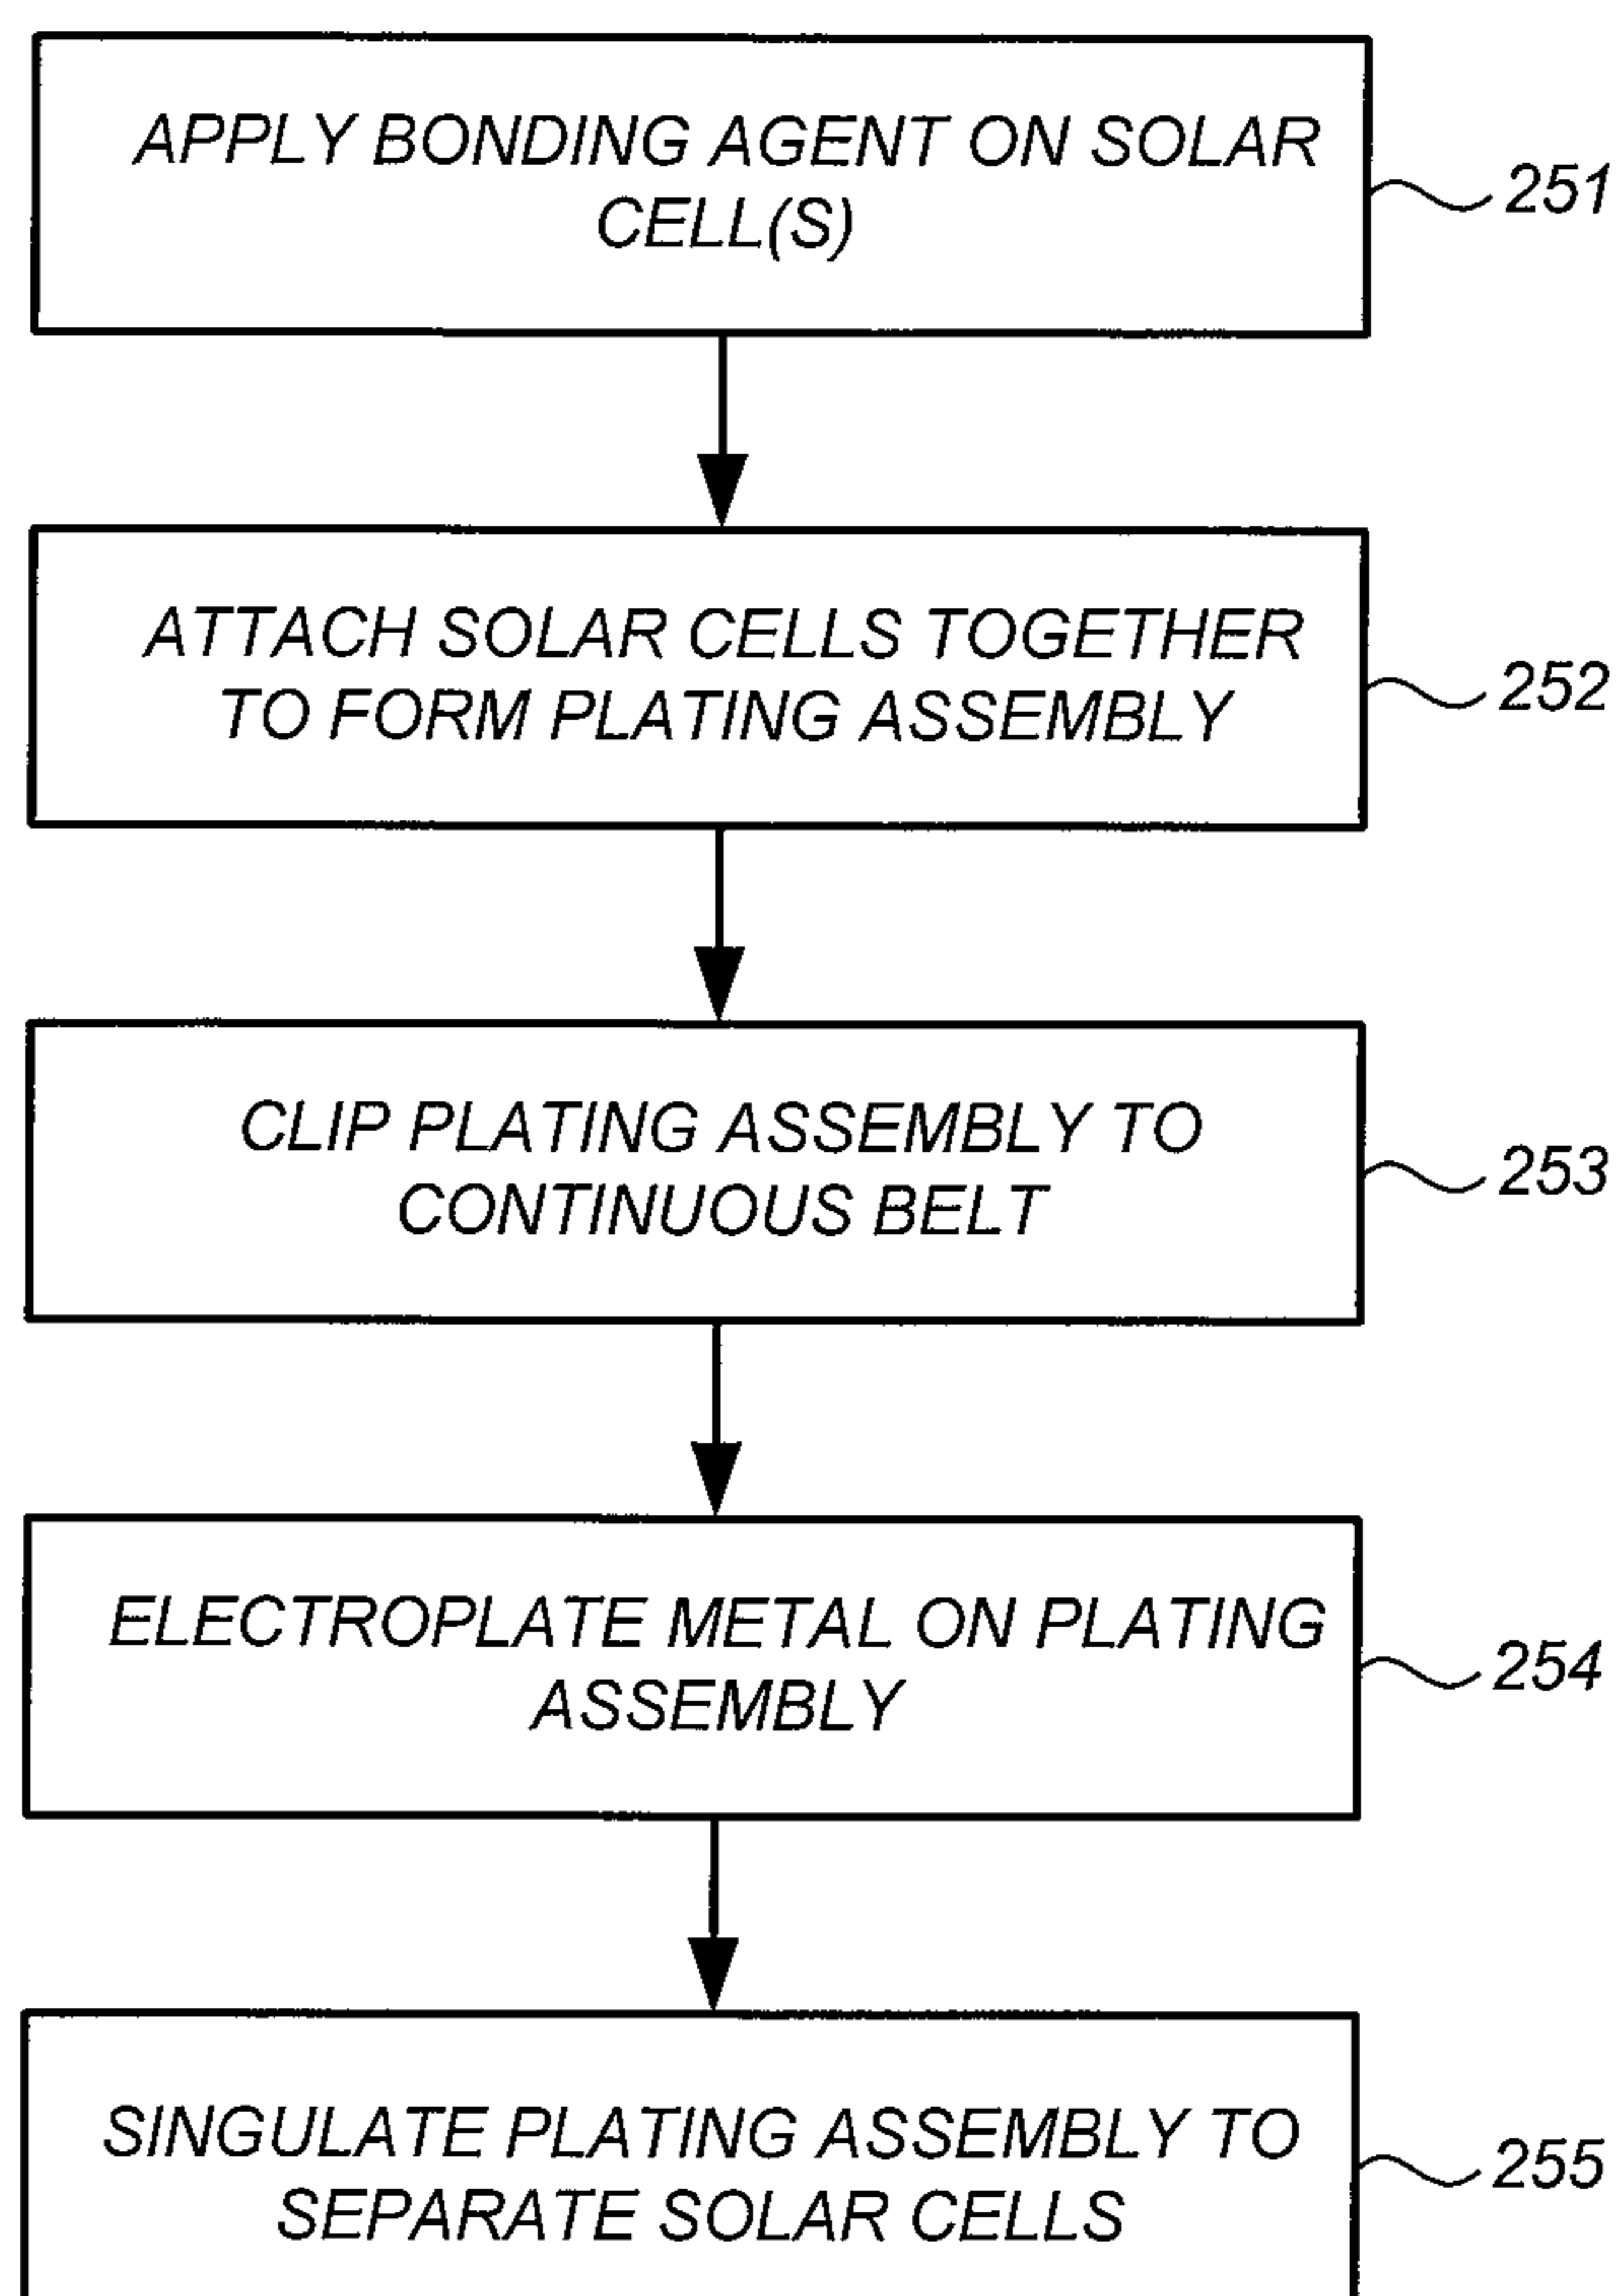 APPLY BONDING AGENT ON SOLAR
CELL(S)
251
ATTACH SOLAR CELLS TOGETHER
TO FORM PLATING ASSEMBLY
252
CLIP PLATING ASSEMBLY TO
CONTINUOUS BELT
253
ELECTROPLATE METAL ON PLATING
ASSEMBLY
254
SINGULATE PLATING ASSEMBLY TO
SEPARATE SOLAR CELLS
255